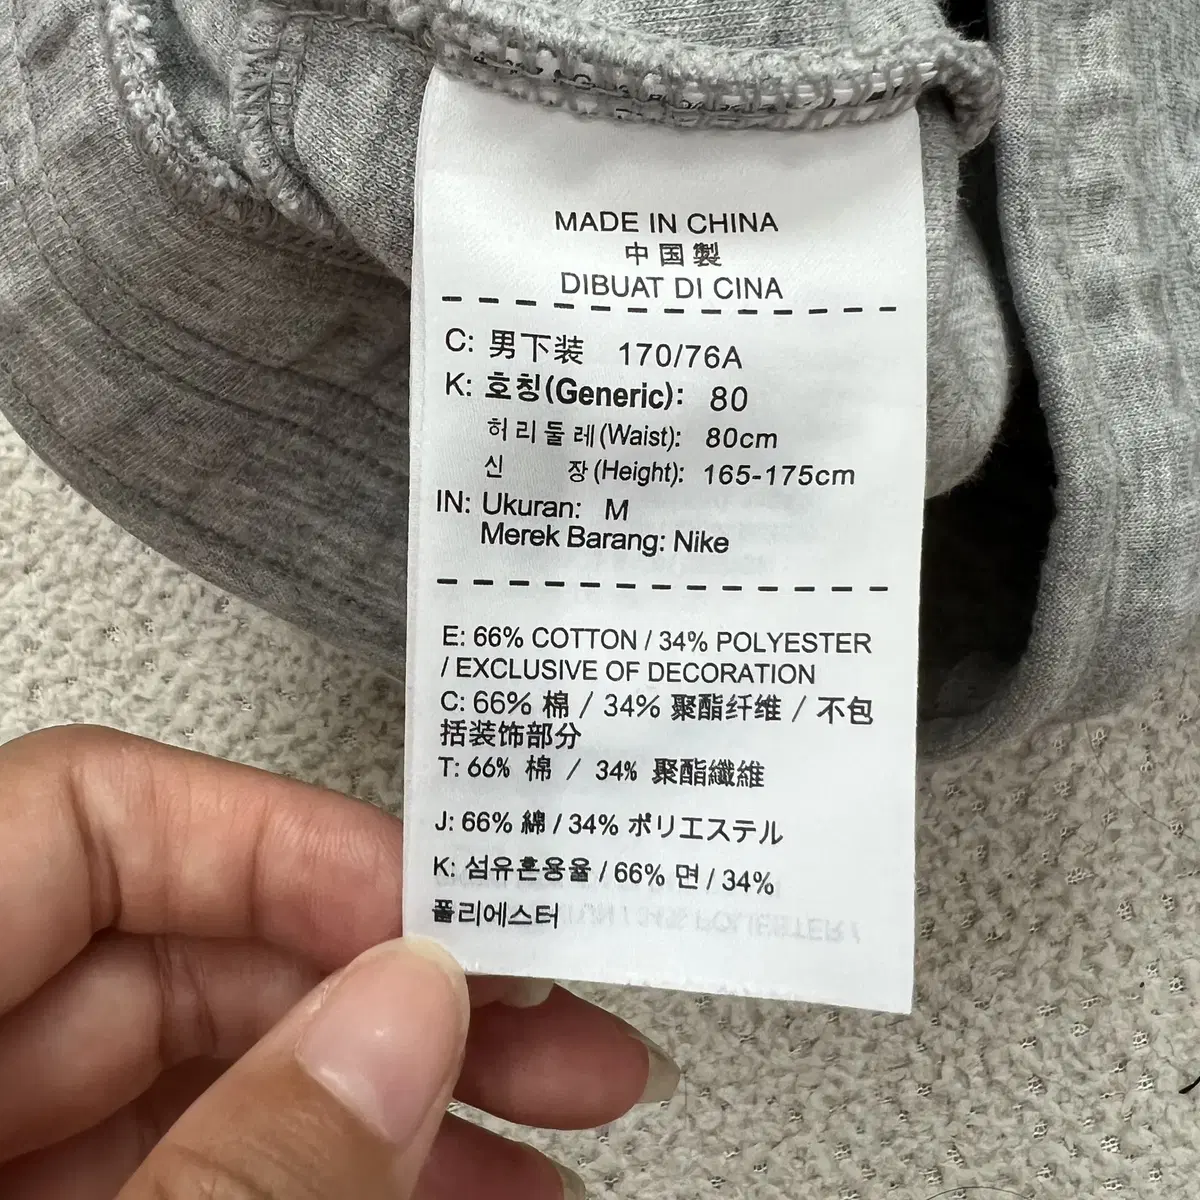 MADE IN CHINA
中国製
DIBUAT DI CINA
C: 男下装 170/76A
K: 호칭(Generic): 80
허리둘레(Waist): 80cm
신 장(Height): 165-175cm
IN: Ukuran: M
Merek Barang: Nike
E: 66% COTTON / 34% POLYESTER
/ EXCLUSIVE OF DECORATION
C: 66% 棉 / 34% 聚酯纤维 / 不包
括装饰部分
T: 66% 棉 / 34% 聚酯纖維
J: 66% 綿 / 34% ポリエステル
K: 섬유혼용율 / 66% 면 / 34%
폴리에스터